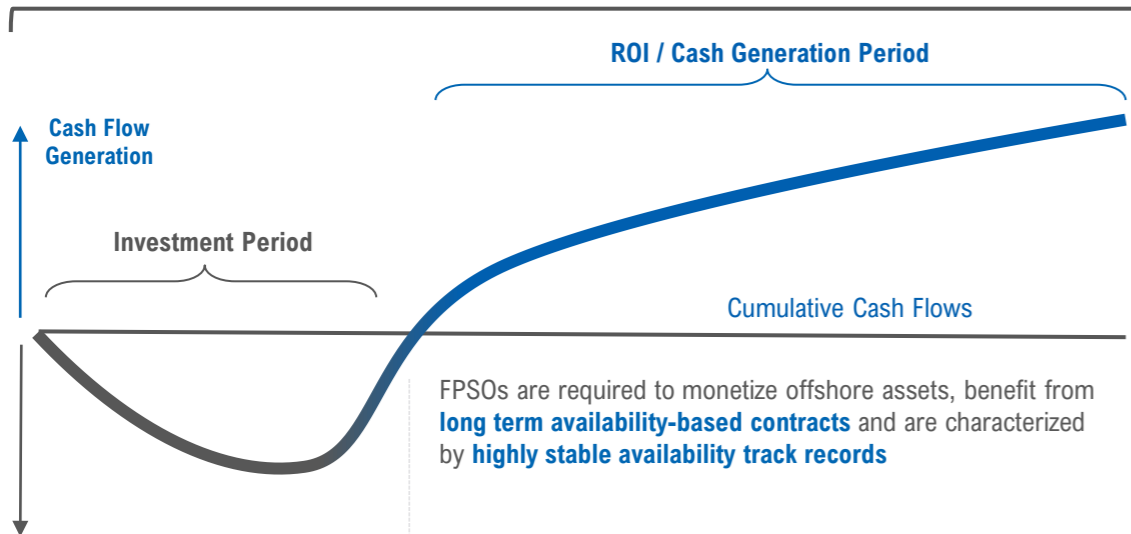 ROI / Cash Generation Period
Cash Flow
Generation
Investment Period
Cumulative Cash Flows
FPSOs are required to monetize offshore assets, benefit from
long term availability-based contracts and are characterized
by highly stable availability track records